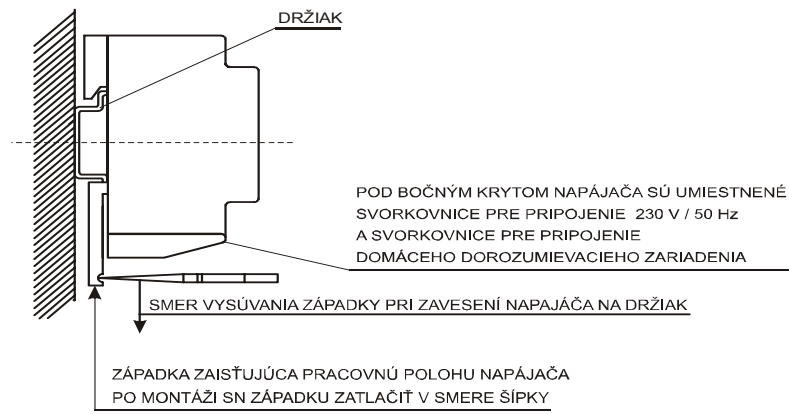 DRŽIAK
POD BOČNÝM KRYTOM NAPÁJAČA SÚ UMIESTNENÉ
SVORKOVNICE PRE PRIPOJENIE 230 V / 50 Hz
A SVORKOVNICE PRE PRIPOJENIE
DOMÁCEHO DOROZUMIEVACIEHO ZARIADENIA
SMER VYSÚVANIA ZÁPADKY PRI ZAVESENÍ NAPAJÁČA NA DRŽIAK
ZÁPADKA ZAISŤUJÚCA PRACOVNÚ POLOHU NAPÁJAČA
PO MONTÁŽI SN ZÁPADKU ZATLAČIŤ V SMERE ŠÍPKY